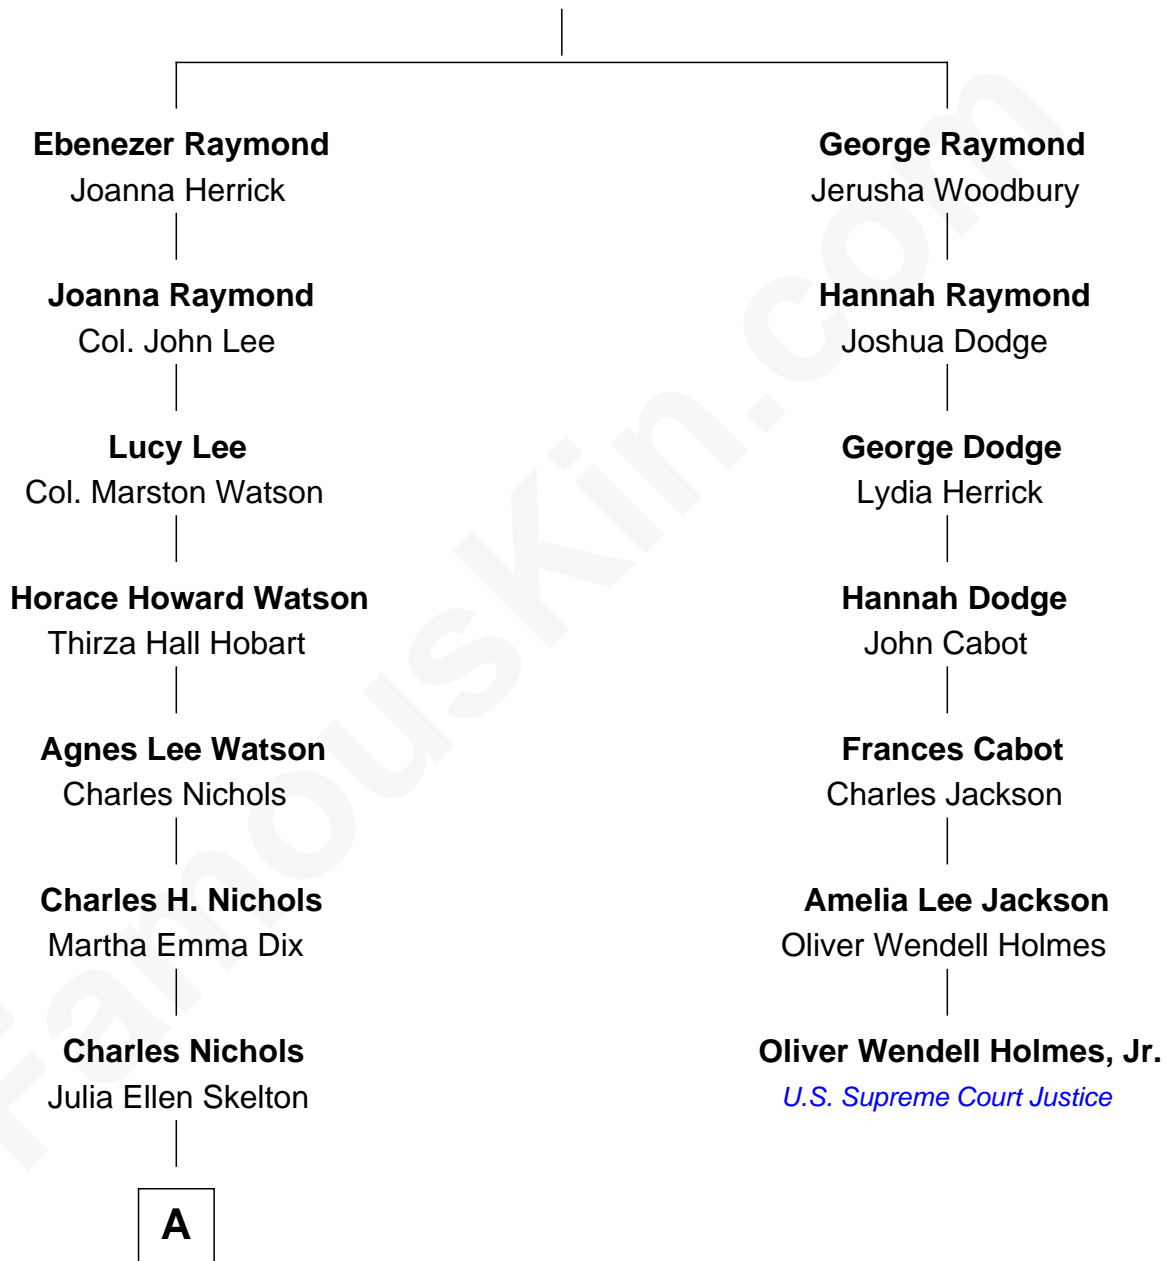 Ebenezer Raymond
Joanna Herrick
George Raymond
Jerusha Woodbury
Joanna Raymond
Col. John Lee
Hannah Raymond
Joshua Dodge
Lucy Lee
Col. Marston Watson
George Dodge
Lydia Herrick
Horace Howard Watson
Thirza Hall Hobart
Hannah Dodge
John Cabot
Agnes Lee Watson
Charles Nichols
Frances Cabot
Charles Jackson
Charles H. Nichols
Martha Emma Dix
Amelia Lee Jackson
Oliver Wendell Holmes
Charles Nichols
Julia Ellen Skelton
Oliver Wendell Holmes, Jr.
U.S. Supreme Court Justice
A
FamousKin.com